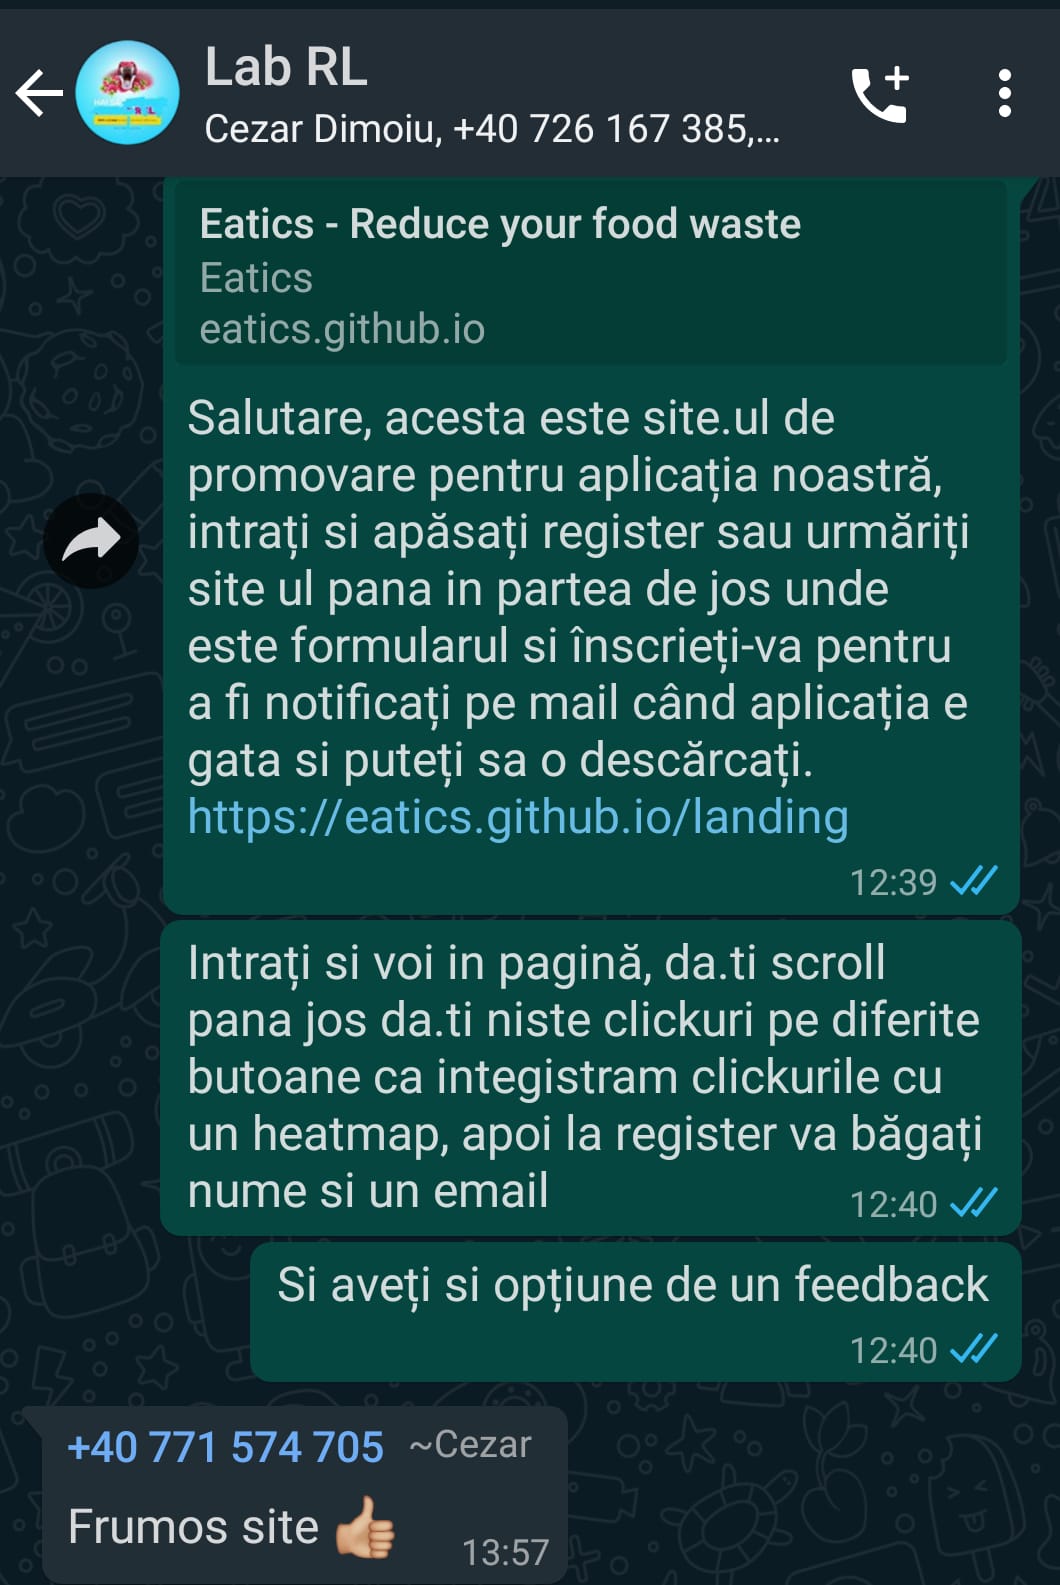 Lab RL
Cezar Dimoiu, +40 726 167 385,...
Eatics - Reduce your food waste
Eatics
eatics.github.io
Salutare, acesta este site.ul de
promovare pentru aplicația noastră,
intrați si apăsați register sau urmăriți
site ul pana in partea de jos unde
este formularul si înscrieți-va pentru
a fi notificați pe mail când aplicația e
gata si puteți sa o descărcați.
https://eatics.github.io/landing
12:39
Intrați si voi in pagină, da.ti scroll
pana jos da.ti niste clickuri pe diferite
butoane ca integistram clickurile cu
un heatmap, apoi la register va băgați
nume si un email
12:40
Si aveți si opțiune de un feedback
12:40
+40 771 574 705 ~Cezar
Frumos site 👍🏼
13:57